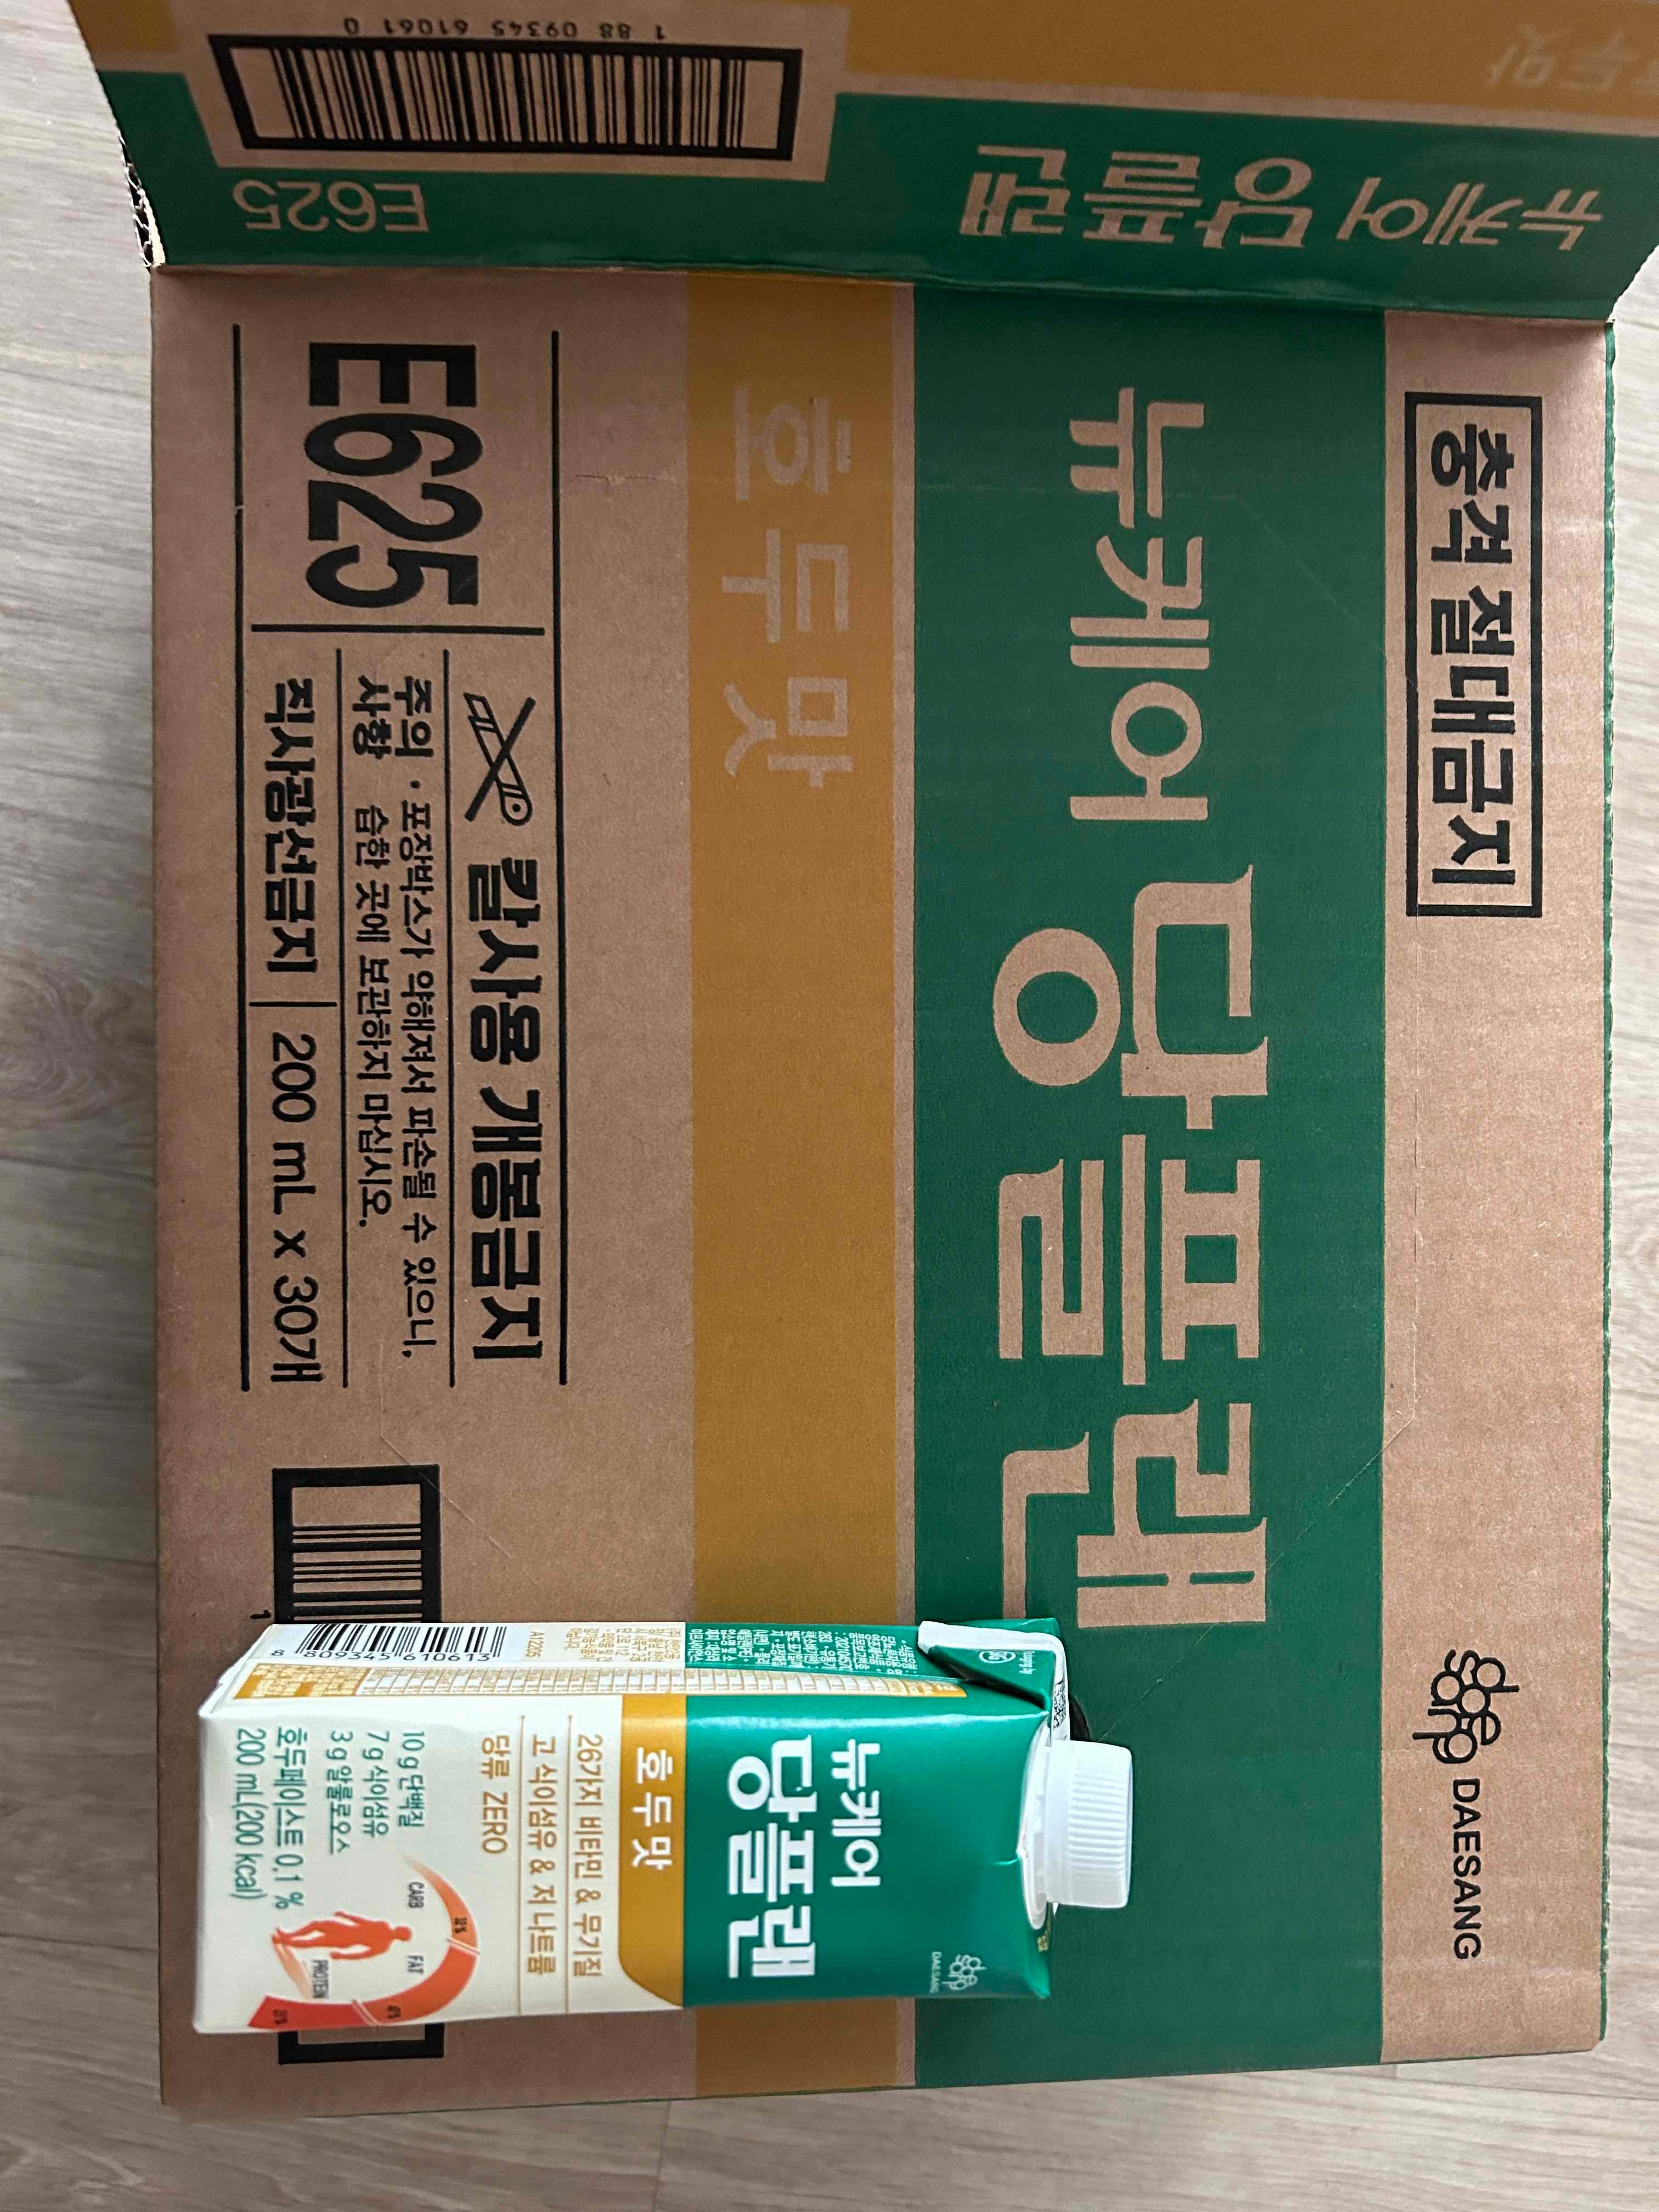 1 88 09345 61061 0
E625
뉴케어 당플랜
두맛
충격 절대금지
daesang DAESANG
뉴케어 당플랜
호두맛
E625
칼사용 개봉금지
주의사항 · 포장박스가 약해져서 파손될 수 있으니,
습한 곳에 보관하지 마십시오.
직사광선금지
200 mL x 30개
1
daesang DAESANG
뉴케어
당플랜
호두맛
26가지 비타민 & 무기질
고 식이섬유 & 저 나트륨
당류 ZERO
10 g 단백질
7 g 식이섬유
3 g 알룰로오스
호두페이스트 0.1 %
200 mL(200 kcal)
CARB
FAT
PROTEIN
8 809345 610613